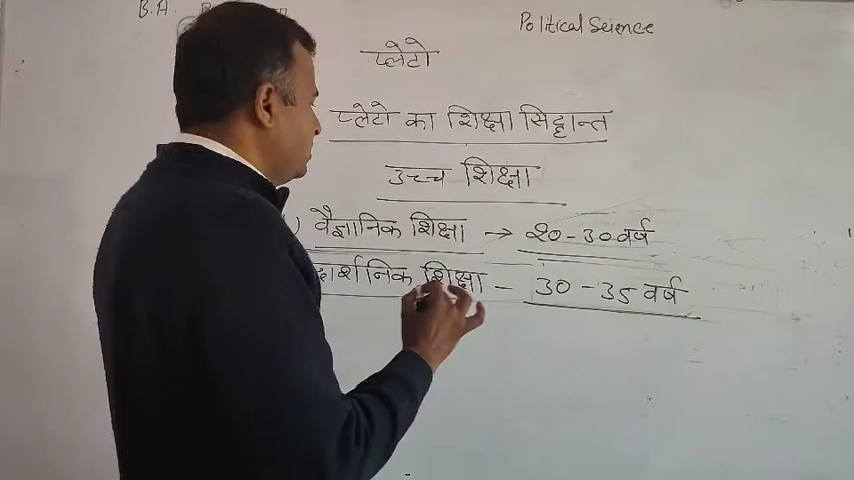 B.A.
Political Science
प्लेटो
प्लेटो का शिक्षा सिद्धान्त
उच्च शिक्षा
) वैज्ञानिक शिक्षा → 20-30 वर्ष
दार्शनिक शिक्षा - 30-35 वर्ष